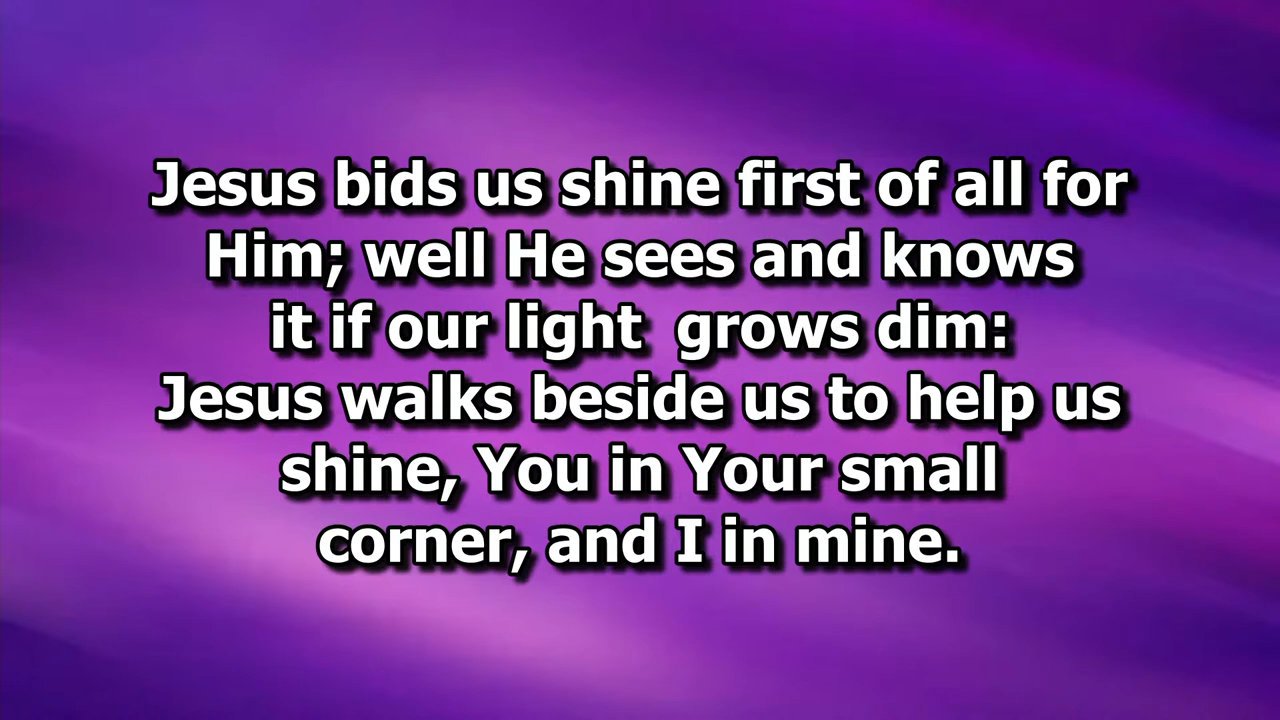 Jesus bids us shine first of all for
Him; well He sees and knows
it if our light  grows dim:
Jesus walks beside us to help us
shine, You in Your small
corner, and I in mine.